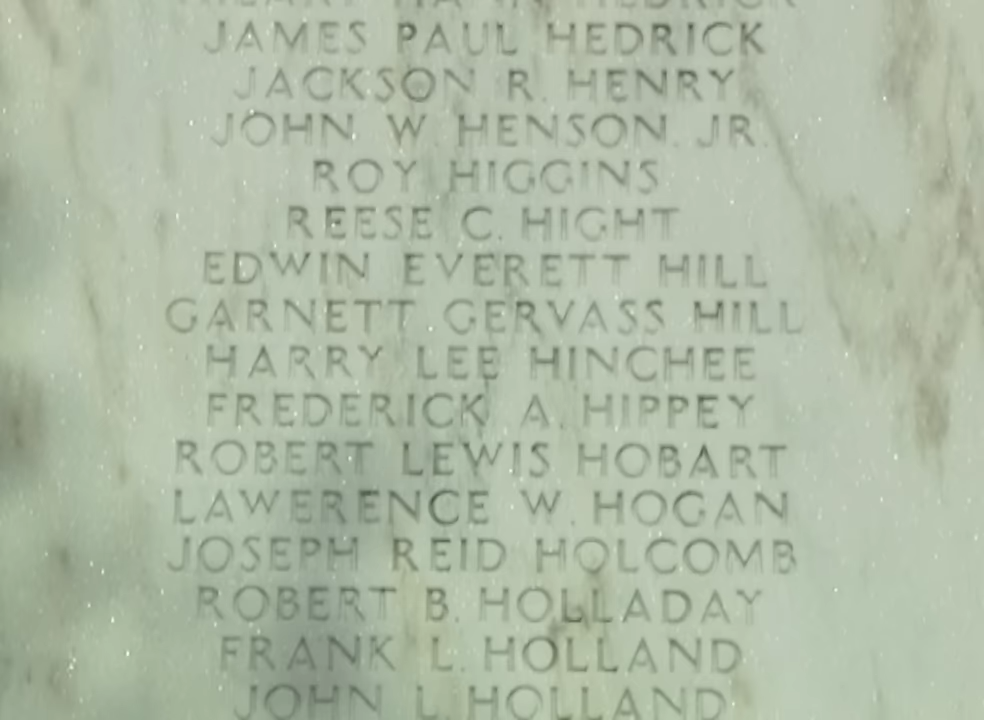 HEDRICK
JAMES PAUL HEDRICK
JACKSON R. HENRY
JOHN W. HENSON. JR.
ROY HIGGINS
REESE C. HIGHT
EDWIN EVERETT HILL
GARNETT GERVASS HILL
HARRY LEE HINCHEE
FREDERICK A. HIPPEY
ROBERT LEWIS HOBART
LAWERENCE W. HOGAN
JOSEPH REID HOLCOMB
ROBERT B. HOLLADAY
FRANK L. HOLLAND
JOHN L. HOLLAND